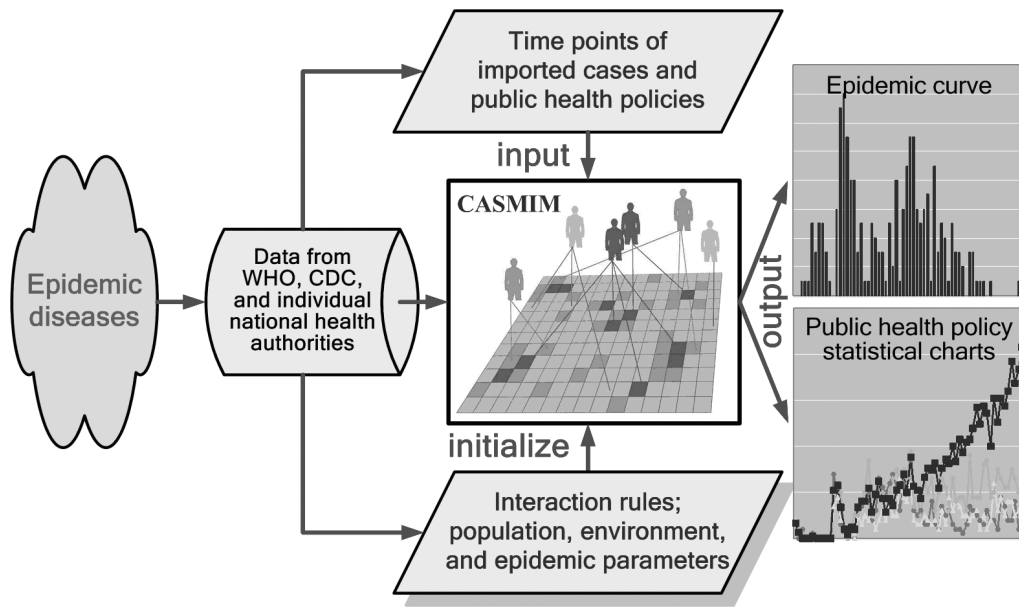 Time points of
imported cases and
public health policies
input
Epidemic curve
CASMIM
Epidemic
diseases
Data from
WHO, CDC,
and individual
national health
authorities
output
Public health policy
statistical charts
initialize
Interaction rules;
population, environment,
and epidemic parameters